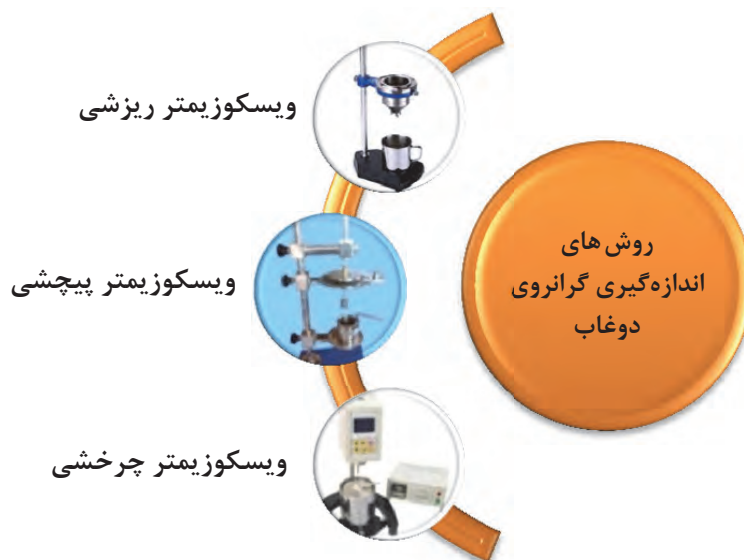 روش‌های
اندازه‌گیری گرانروی
دوغاب
ویسکوزیمتر ریزشی
ویسکوزیمتر پیچشی
ویسکوزیمتر چرخشی